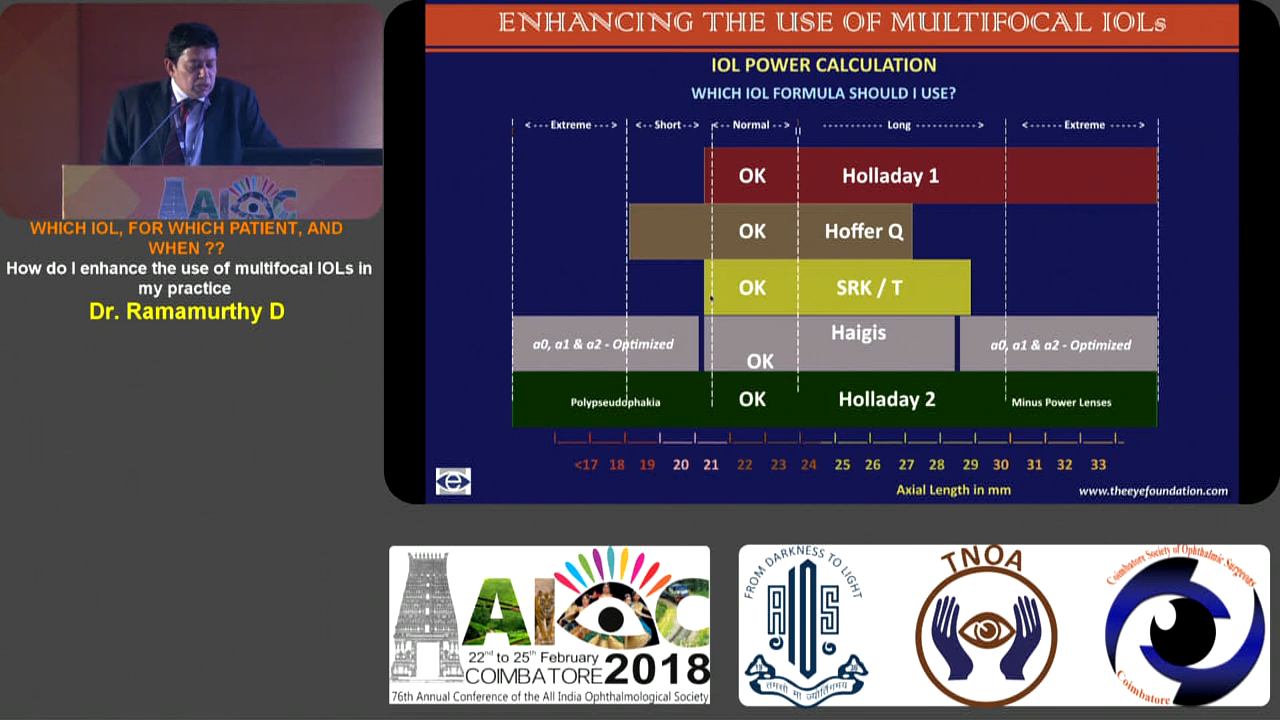 AIOC
WHICH IOL, FOR WHICH PATIENT, AND
WHEN ??
How do I enhance the use of multifocal IOLs in
my practice
Dr. Ramamurthy D
ENHANCING THE USE OF MULTIFOCAL IOLs
IOL POWER CALCULATION
WHICH IOL FORMULA SHOULD I USE?
Extreme Short Normal Long Extreme
OK Holladay 1
OK Hoffer Q
OK SRK / T
Haigis
a0, a1 & a2 - Optimized a0, a1 & a2 - Optimized
OK
Polypseudophakia OK Holladay 2 Minus Power Lenses
<17 18 19 20 21 22 23 24 25 26 27 28 29 30 31 32 33
Axial Length in mm
www.theeyefoundation.com
e
AIOC
22nd to 25th February
COIMBATORE 2018
76th Annual Conference of the All India Ophthalmological Society
FROM DARKNESS TO LIGHT
AIOS
तमसो मा ज्योतिर्गमय
TNOA
Coimbatore Society of Ophthalmic Surgeons
Coimbatore